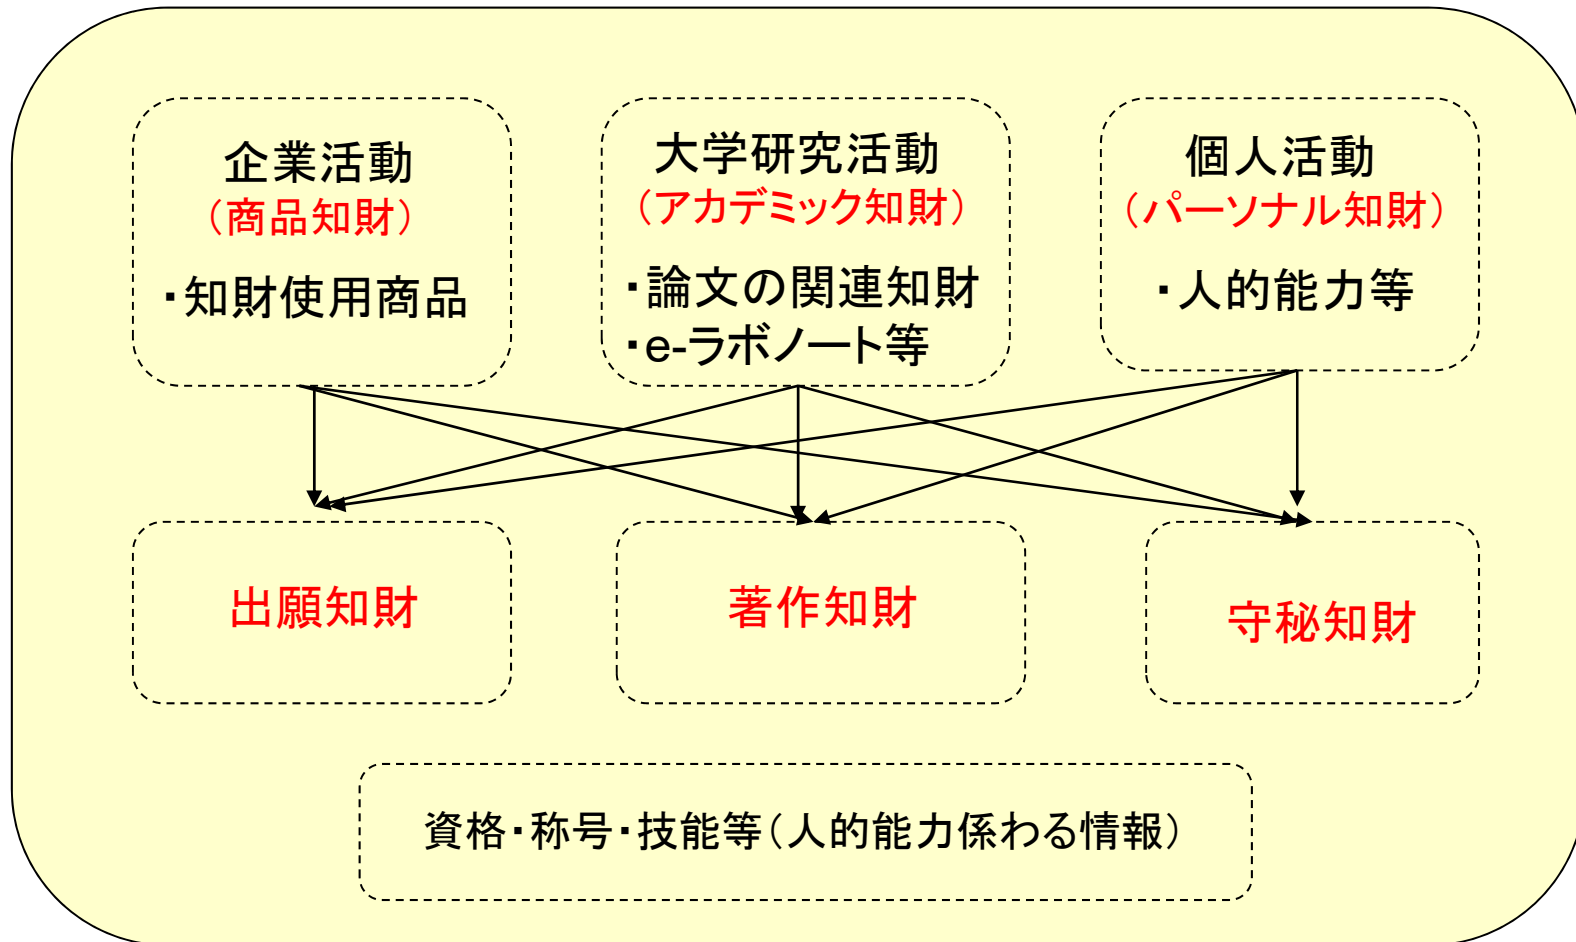 企業活動
（商品知財）
・知財使用商品
大学研究活動
（アカデミック知財）
・論文の関連知財
・e-ラボノート等
個人活動
（パーソナル知財）
・人的能力等
出願知財
著作知財
守秘知財
資格・称号・技能等（人的能力係わる情報）